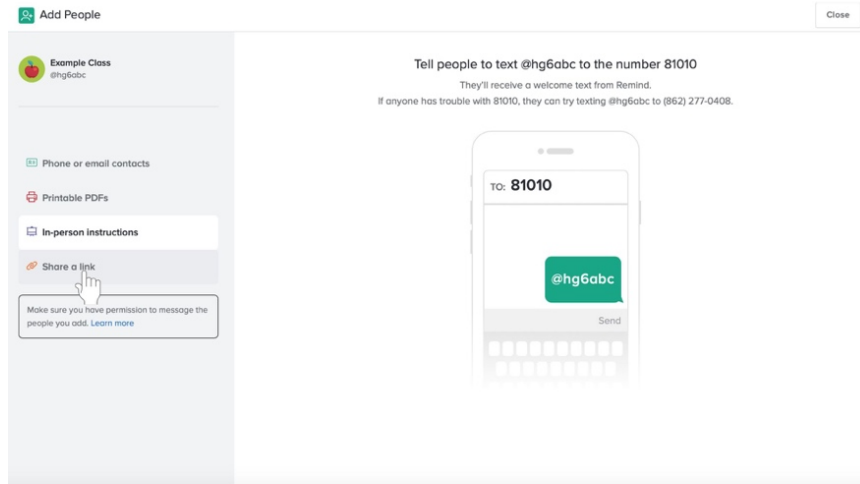 Add People
Close
Example Class
@hg6abc
Phone or email contacts
Printable PDFs
In-person instructions
Share a link
Make sure you have permission to message the
people you add. Learn more
Tell people to text @hg6abc to the number 81010
They'll receive a welcome text from Remind.
If anyone has trouble with 81010, they can try texting @hg6abc to (862) 277-0408.
TO: 81010
@hg6abc
Send